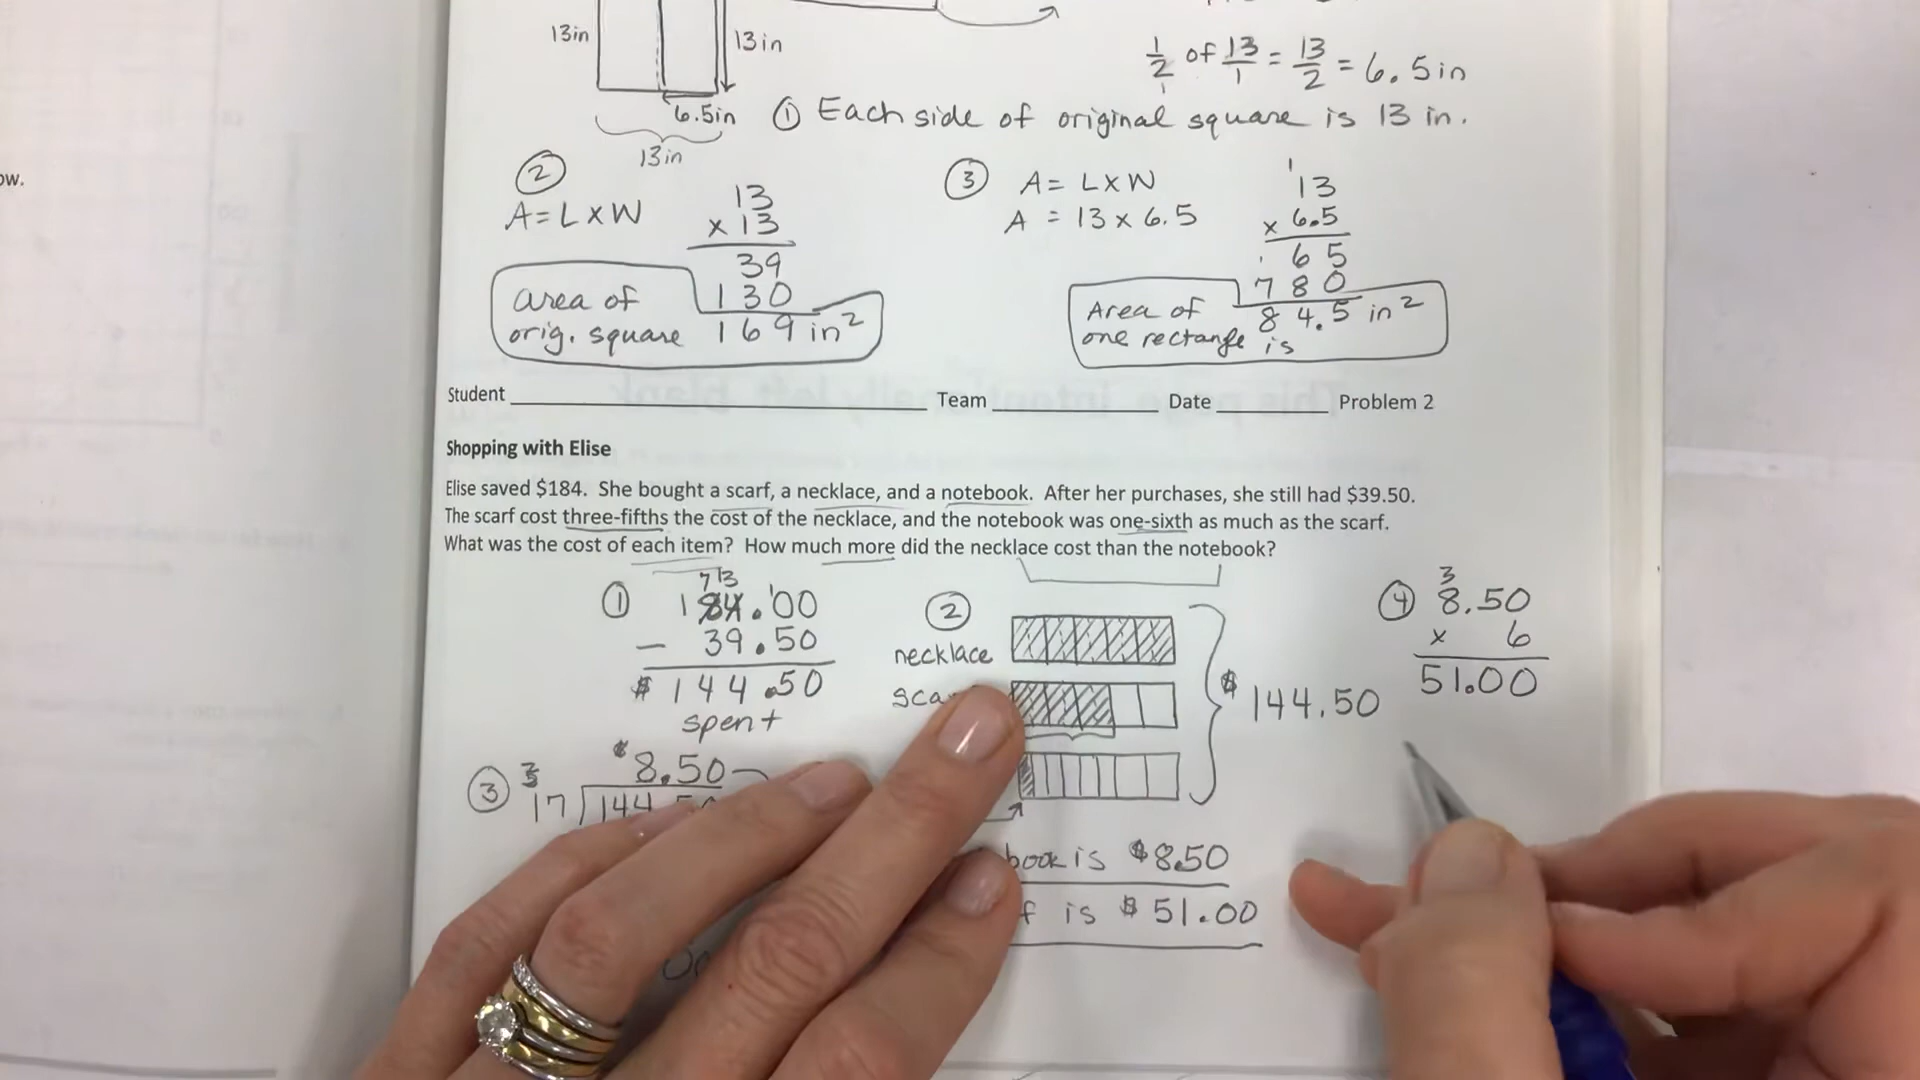 13in
13in
6.5in
13in
1/2 of 13/1 = 13/2 = 6.5in
① Each side of original square is 13 in.
②
A = L x W
13
x 13
39
130
169 in²
area of
orig. square
③ A = L x W
A = 13 x 6.5
1
13
x 6.5
65
780
84.5 in²
Area of
one rectangle is
Student Team Date Problem 2
Shopping with Elise
Elise saved $184. She bought a scarf, a necklace, and a notebook. After her purchases, she still had $39.50.
The scarf cost three-fifths the cost of the necklace, and the notebook was one-sixth as much as the scarf.
What was the cost of each item? How much more did the necklace cost than the notebook?
① 7 13
184.00
- 39.50
$144.50
spent
②
necklace
$144.50
③
$8.50
17
book is $8.50
is $51.00
④ 3
8.50
x 6
51.00
ow.